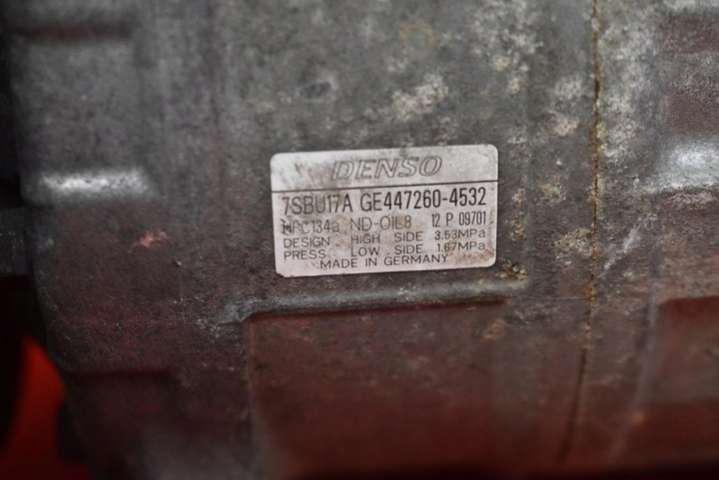 DENSO
7SBU17A GE447260-4532
HFC134a ND-OIL8 12 P 09701
DESIGN HIGH SIDE 3.53MPa
PRESS LOW SIDE 1.67MPa
MADE IN GERMANY